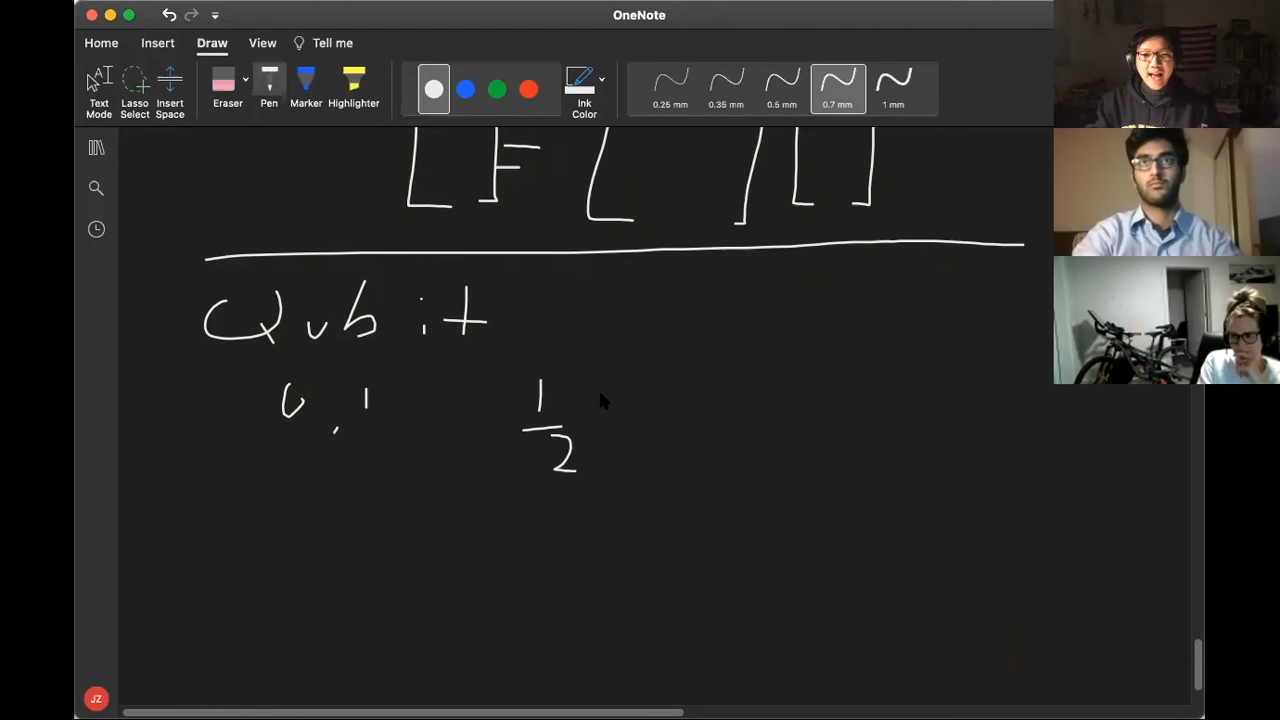 OneNote
Home Insert Draw View Tell me
Text Mode
Lasso Select
Insert Space
Eraser
Pen
Marker
Highlighter
Ink Color
0.25 mm
0.35 mm
0.5 mm
0.7 mm
1 mm
[ ] = [ ] [ ]
Qubit
0, 1
1
2
JZ